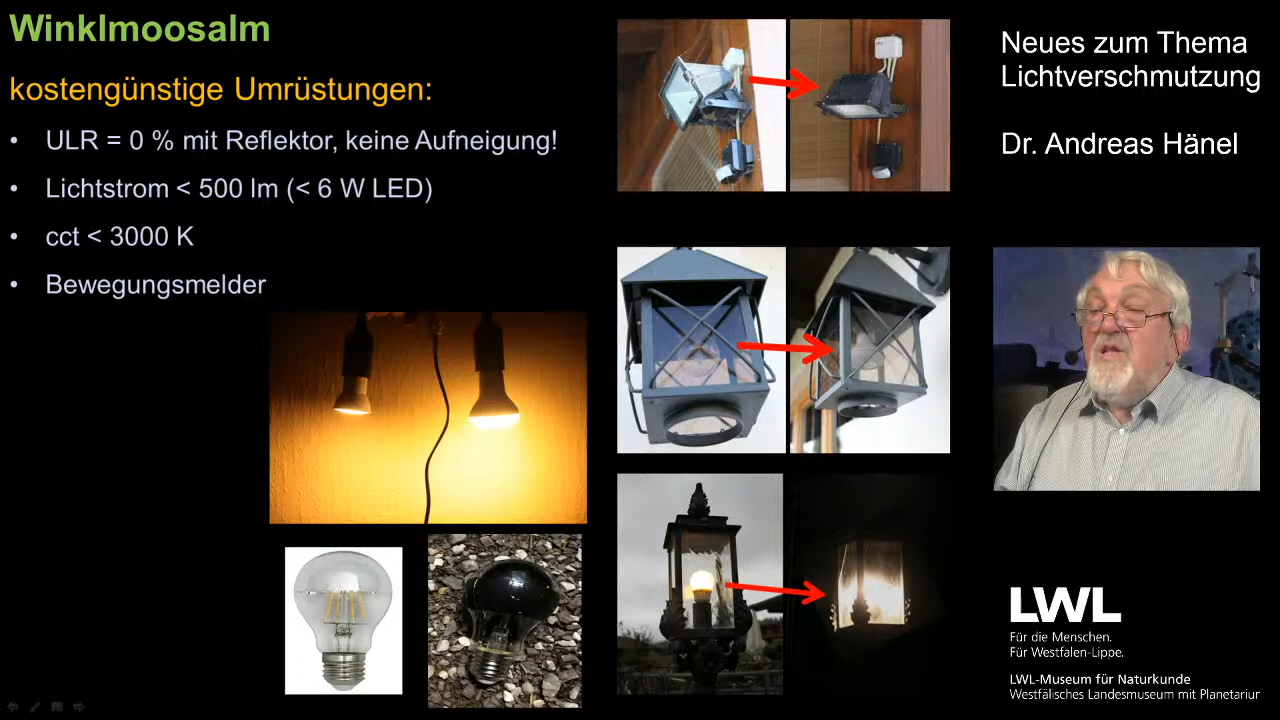 Winklmoosalm
kostengünstige Umrüstungen:
• ULR = 0 % mit Reflektor, keine Aufneigung!
• Lichtstrom < 500 lm (< 6 W LED)
• cct < 3000 K
• Bewegungsmelder
Neues zum Thema
Lichtverschmutzung
Dr. Andreas Hänel
LWL
Für die Menschen.
Für Westfalen-Lippe.
LWL-Museum für Naturkunde
Westfälisches Landesmuseum mit Planetariur